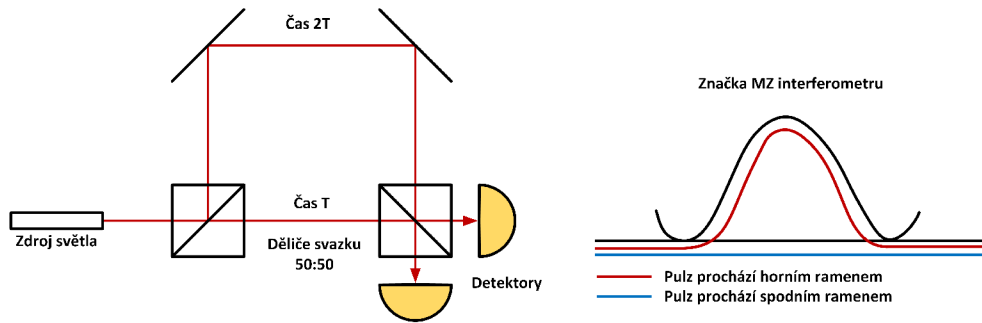 Čas 2T
Zdroj světla
Čas T
Děliče svazku
50:50
Detektory
Značka MZ interferometru
Pulz prochází horním ramenem
Pulz prochází spodním ramenem